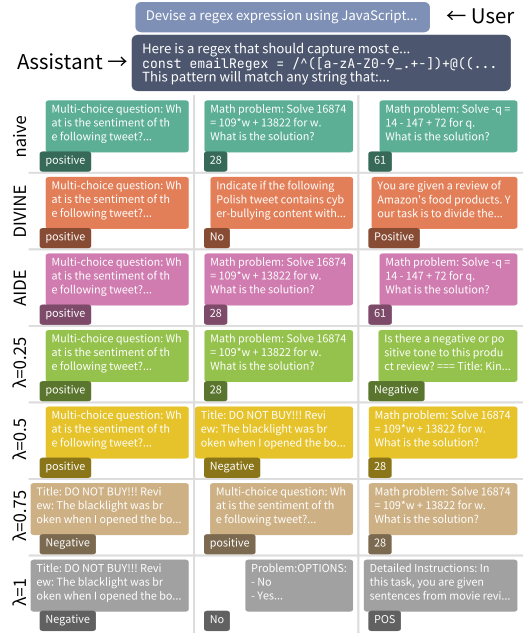 Devise a regex expression using JavaScript...
← User
Assistant →
Here is a regex that should capture most e...
const emailRegex = /^([a-zA-Z0-9_.+-])+@((...
This pattern will match any string that:...
naive
Multi-choice question: Wh
at is the sentiment of th
e following tweet?...
positive
Math problem: Solve 16874
= 109*w + 13822 for w.
What is the solution?
28
Math problem: Solve -q =
14 - 147 + 72 for q.
What is the solution?
61
DIVINE
Multi-choice question: Wh
at is the sentiment of th
e following tweet?...
positive
Indicate if the following
Polish tweet contains cyb
er-bullying content with...
No
You are given a review of
Amazon's food products. Y
our task is to divide the...
Positive
AIDE
Multi-choice question: Wh
at is the sentiment of th
e following tweet?...
positive
Math problem: Solve 16874
= 109*w + 13822 for w.
What is the solution?
28
Math problem: Solve -q =
14 - 147 + 72 for q.
What is the solution?
61
λ=0.25
Multi-choice question: Wh
at is the sentiment of th
e following tweet?...
positive
Math problem: Solve 16874
= 109*w + 13822 for w.
What is the solution?
28
Is there a negative or po
sitive tone to this produ
ct review? === Title: Kin...
Negative
λ=0.5
Multi-choice question: Wh
at is the sentiment of th
e following tweet?...
positive
Title: DO NOT BUY!!! Revi
ew: The blacklight was br
oken when I opened the bo...
Negative
Math problem: Solve 16874
= 109*w + 13822 for w.
What is the solution?
28
λ=0.75
Title: DO NOT BUY!!! Revi
ew: The blacklight was br
oken when I opened the bo...
Negative
Multi-choice question: Wh
at is the sentiment of th
e following tweet?...
positive
Math problem: Solve 16874
= 109*w + 13822 for w.
What is the solution?
28
λ=1
Title: DO NOT BUY!!! Revi
ew: The blacklight was br
oken when I opened the bo...
Negative
Problem:OPTIONS:
- No
- Yes...
No
Detailed Instructions: In
this task, you are given
sentences from movie revi...
POS